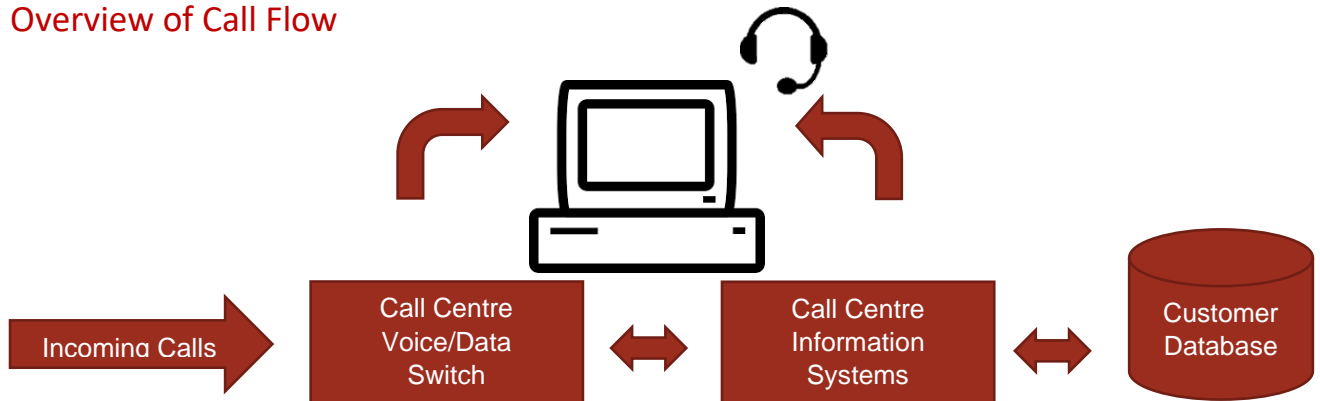 Overview of Call Flow
Incoming Calls
Call Centre
Voice/Data
Switch
Call Centre
Information
Systems
Customer
Database